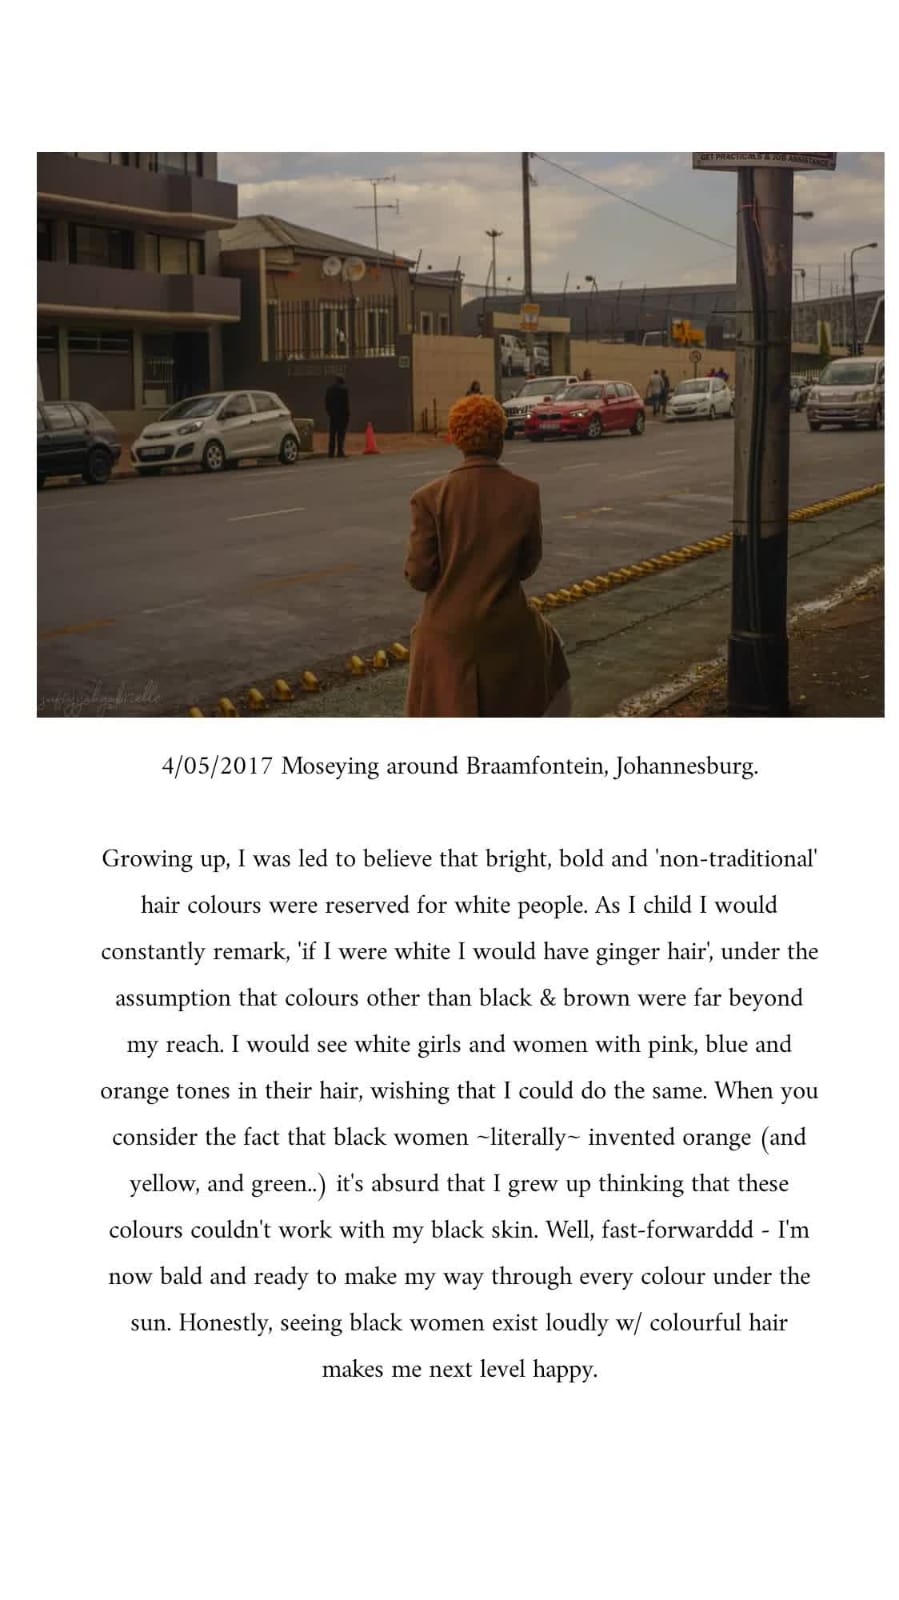 GET PRACTICALS & JOB ASSISTANCE
4/05/2017 Moseying around Braamfontein, Johannesburg.
Growing up, I was led to believe that bright, bold and 'non-traditional'
hair colours were reserved for white people. As I child I would
constantly remark, 'if I were white I would have ginger hair', under the
assumption that colours other than black & brown were far beyond
my reach. I would see white girls and women with pink, blue and
orange tones in their hair, wishing that I could do the same. When you
consider the fact that black women ~literally~ invented orange (and
yellow, and green..) it's absurd that I grew up thinking that these
colours couldn't work with my black skin. Well, fast-forwarddd - I'm
now bald and ready to make my way through every colour under the
sun. Honestly, seeing black women exist loudly w/ colourful hair
makes me next level happy.